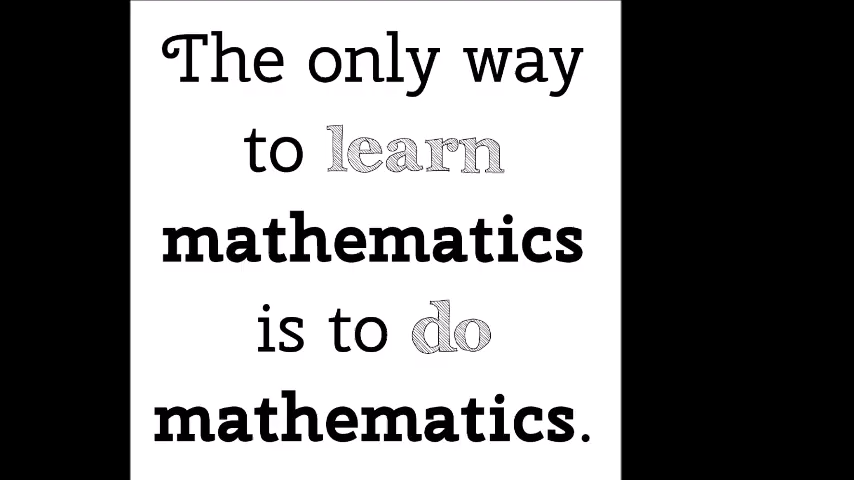 The only way
to learn
mathematics
is to do
mathematics.